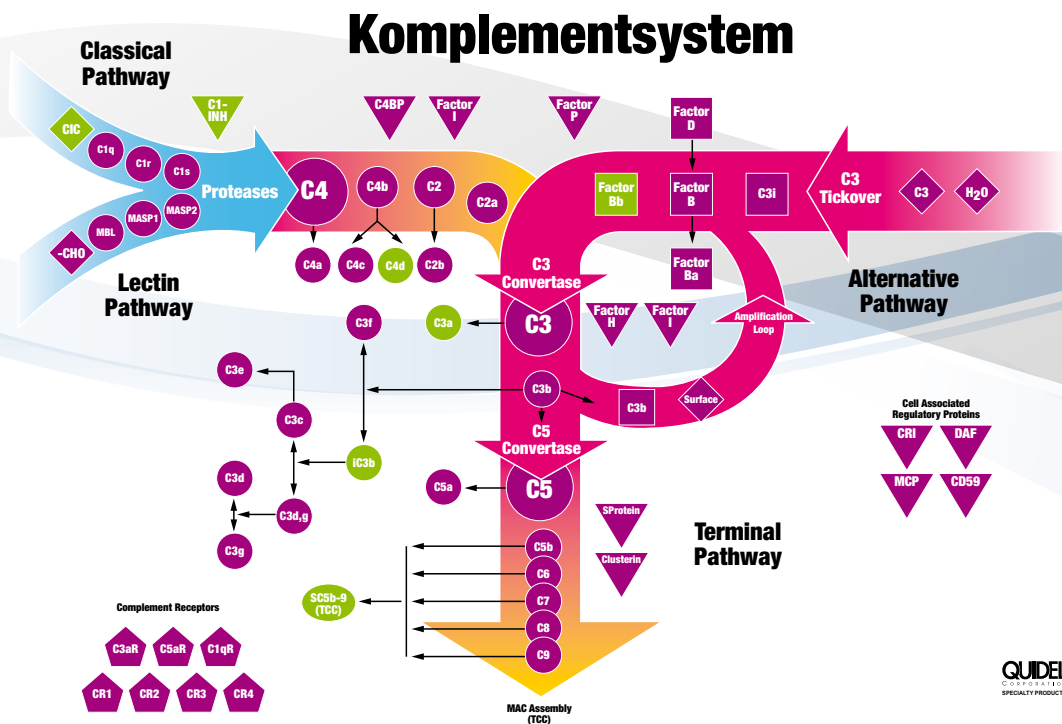 Komplementsystem
Classical
Pathway
C1-
INH
C4BP
Factor
I
Factor
P
Factor
D
CIC
C1q
C1r
C1s
Proteases
MBL
MASP1
MASP2
-CHO
Lectin
Pathway
C4
C4b
C2
C2a
C4a
C4c
C4d
C2b
Factor
Bb
Factor
B
C3i
C3
Tickover
C3
H2O
Factor
Ba
Alternative
Pathway
C3
Convertase
C3f
C3a
C3
Factor
H
Factor
I
Amplification
Loop
C3e
C3b
C3b
Surface
C3c
C5
Convertase
Cell Associated
Regulatory Proteins
CRI
DAF
MCP
CD59
iC3b
C3d
C5a
C5
C3d,g
C3g
SProtein
Clusterin
Terminal
Pathway
C5b
C6
C7
C8
C9
SC5b-9
(TCC)
Complement Receptors
C3aR
C5aR
C1qR
CR1
CR2
CR3
CR4
MAC Assembly
(TCC)
QUIDEL
CORPORATION
SPECIALTY PRODUCT